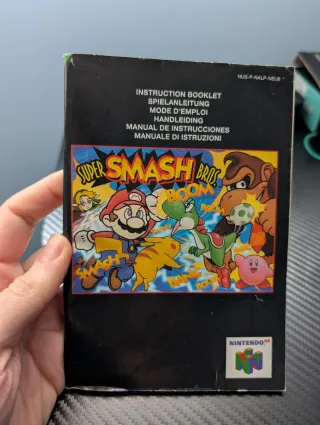 NUS-P-NALP-NEU6
INSTRUCTION BOOKLET
SPIELANLEITUNG
MODE D'EMPLOI
HANDLEIDING
MANUAL DE INSTRUCCIONES
MANUALE DI ISTRUZIONI
SUPER SMASH BROS.
BOOM
SMASH!
NINTENDO 64